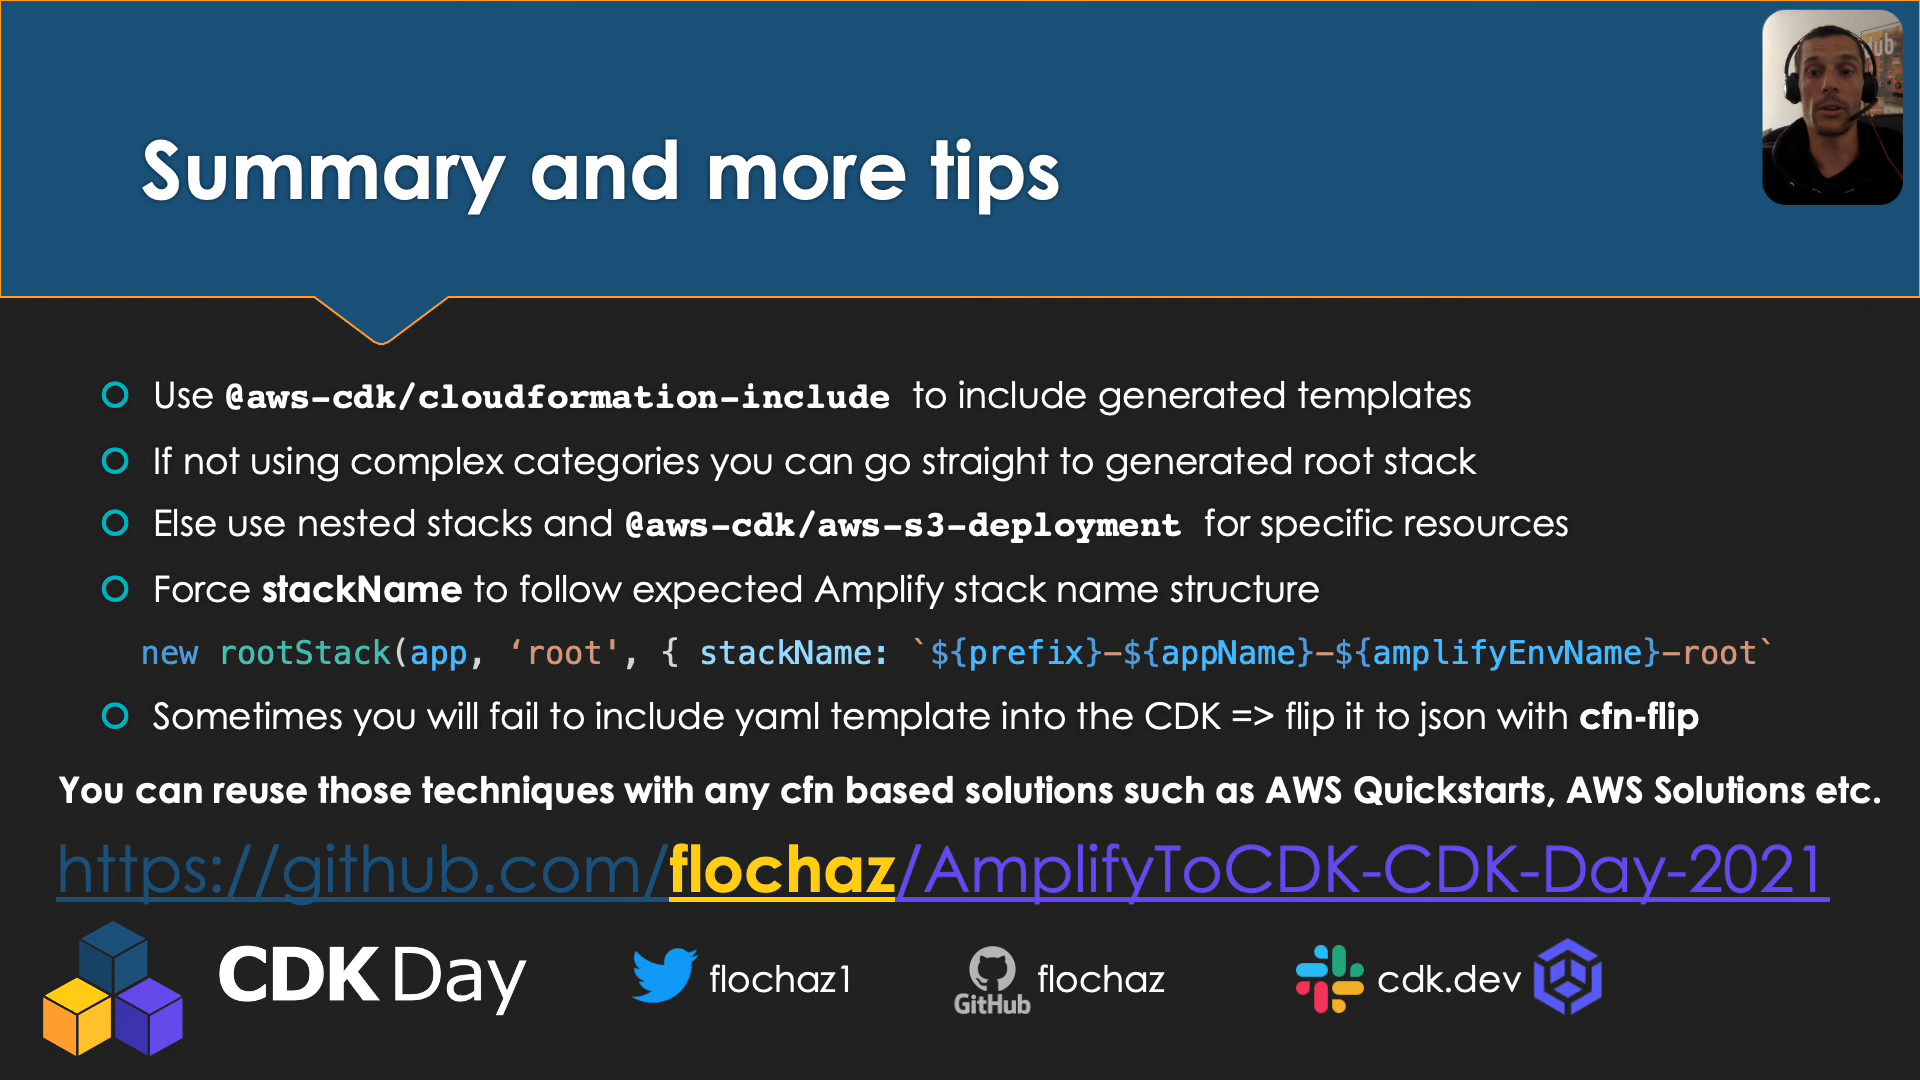 Summary and more tips
Use @aws-cdk/cloudformation-include to include generated templates
If not using complex categories you can go straight to generated root stack
Else use nested stacks and @aws-cdk/aws-s3-deployment for specific resources
Force stackName to follow expected Amplify stack name structure
new rootStack(app, ‘root', { stackName: `${prefix}-${appName}-${amplifyEnvName}-root`
Sometimes you will fail to include yaml template into the CDK => flip it to json with cfn-flip
You can reuse those techniques with any cfn based solutions such as AWS Quickstarts, AWS Solutions etc.
https://github.com/flochaz/AmplifyToCDK-CDK-Day-2021
CDK Day
flochaz1
GitHub
flochaz
cdk.dev